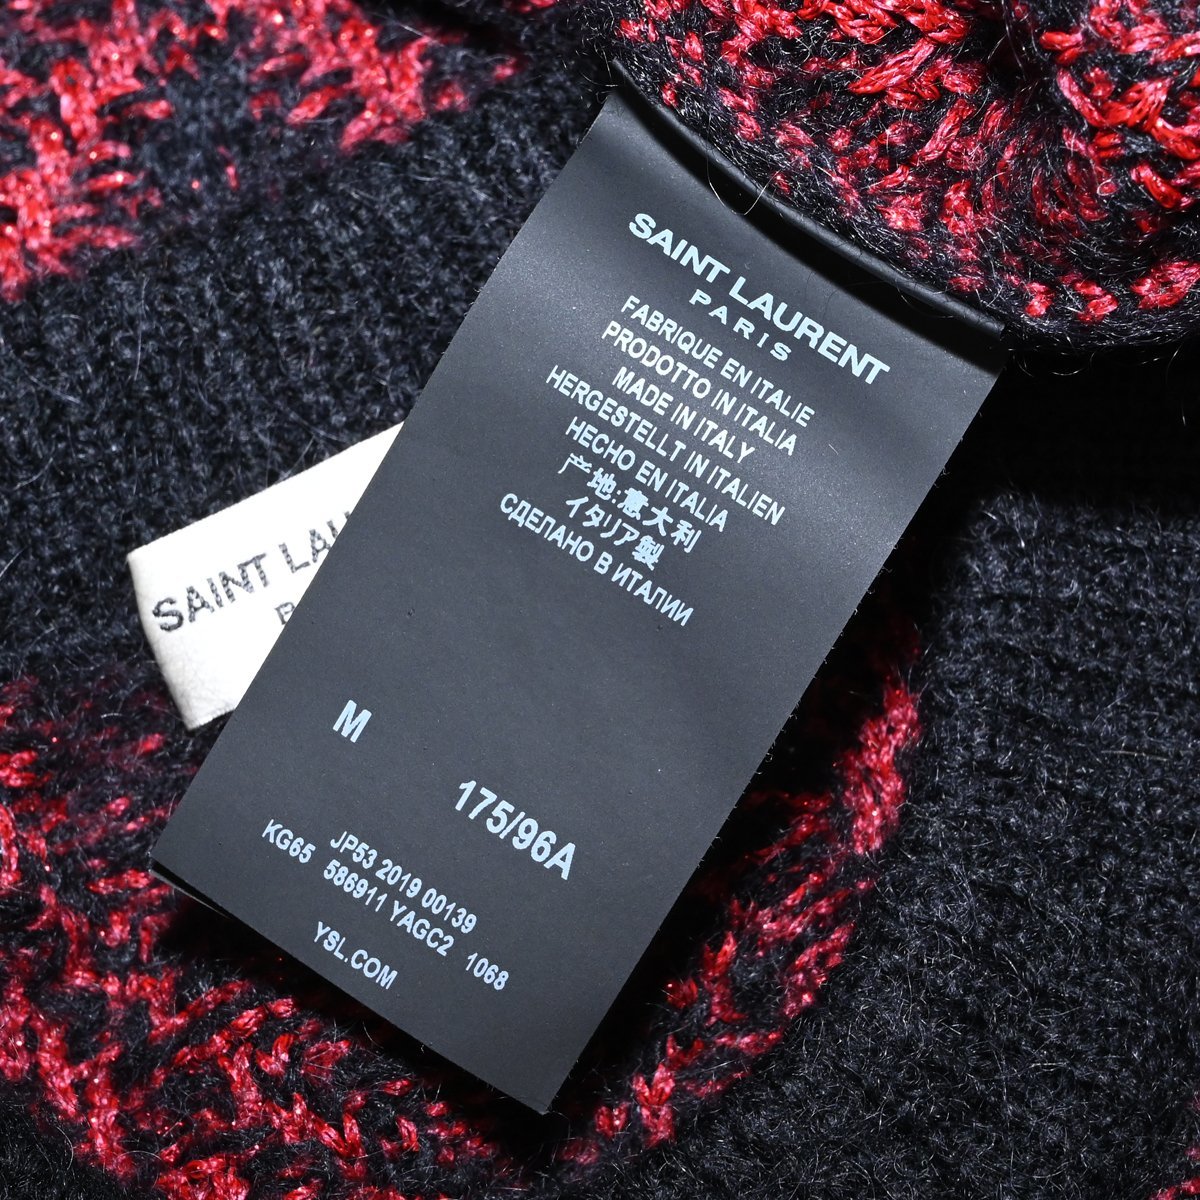 SAINT LAURENT
PARIS
FABRIQUE EN ITALIE
PRODOTTO IN ITALIA
MADE IN ITALY
HERGESTELLT IN ITALIEN
HECHO EN ITALIA
产地:意大利
イタリア製
СДЕЛАНО В ИТАЛИИ
M
175/96A
JP53 2019 00139
KG65 586911 YAGC2 1068
YSL.COM
SAINT